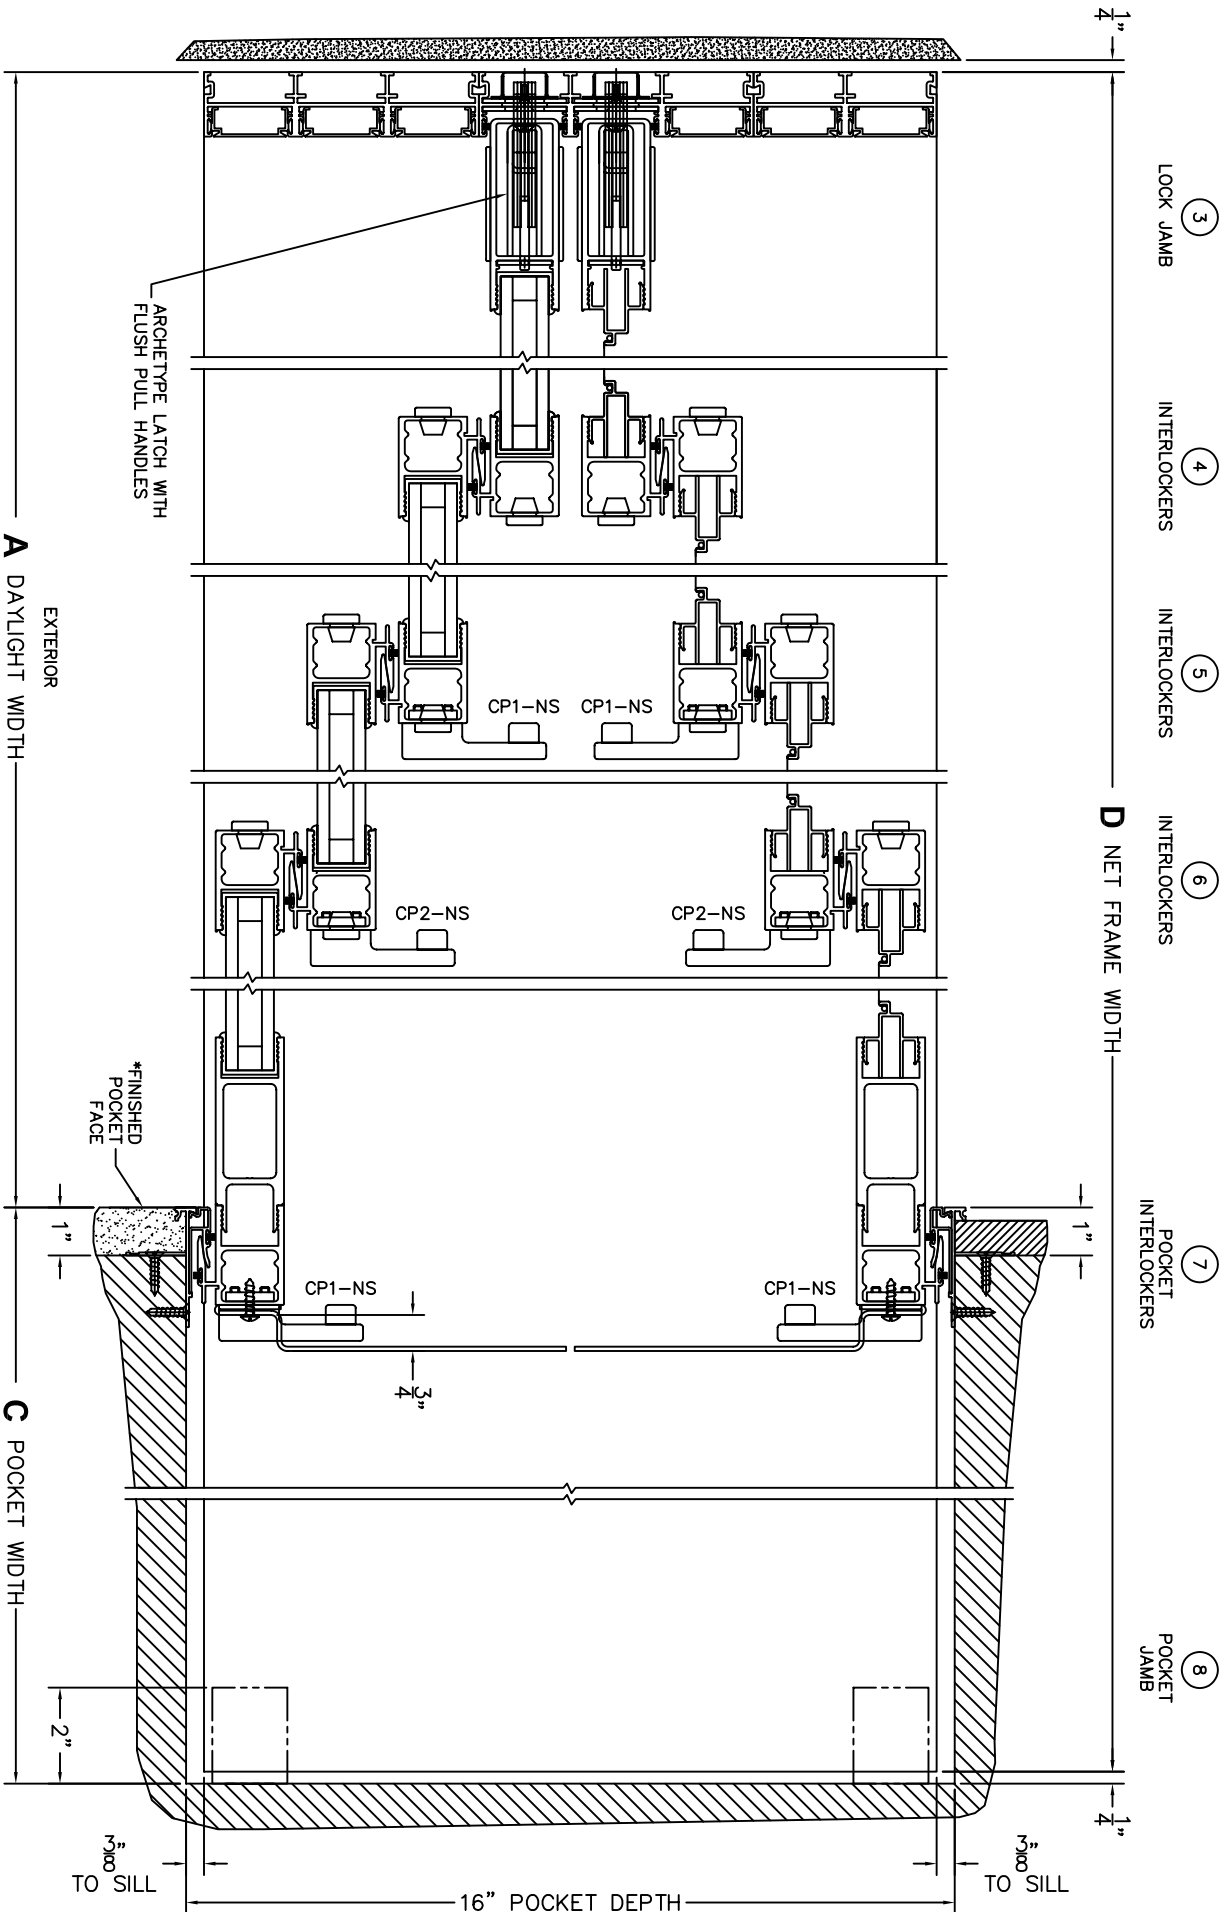 1/4"
3
LOCK JAMB
4
INTERLOCKERS
5
INTERLOCKERS
6
INTERLOCKERS
7
POCKET
INTERLOCKERS
8
POCKET
JAMB
D NET FRAME WIDTH
1/4"
1"
ARCHETYPE LATCH WITH
FLUSH PULL HANDLES
CP1-NS
CP1-NS
CP2-NS
CP2-NS
CP1-NS
CP1-NS
3/4"
*FINISHED
POCKET
FACE
1"
2"
EXTERIOR
A DAYLIGHT WIDTH
C POCKET WIDTH
3/8"
TO SILL
3/8"
TO SILL
16" POCKET DEPTH